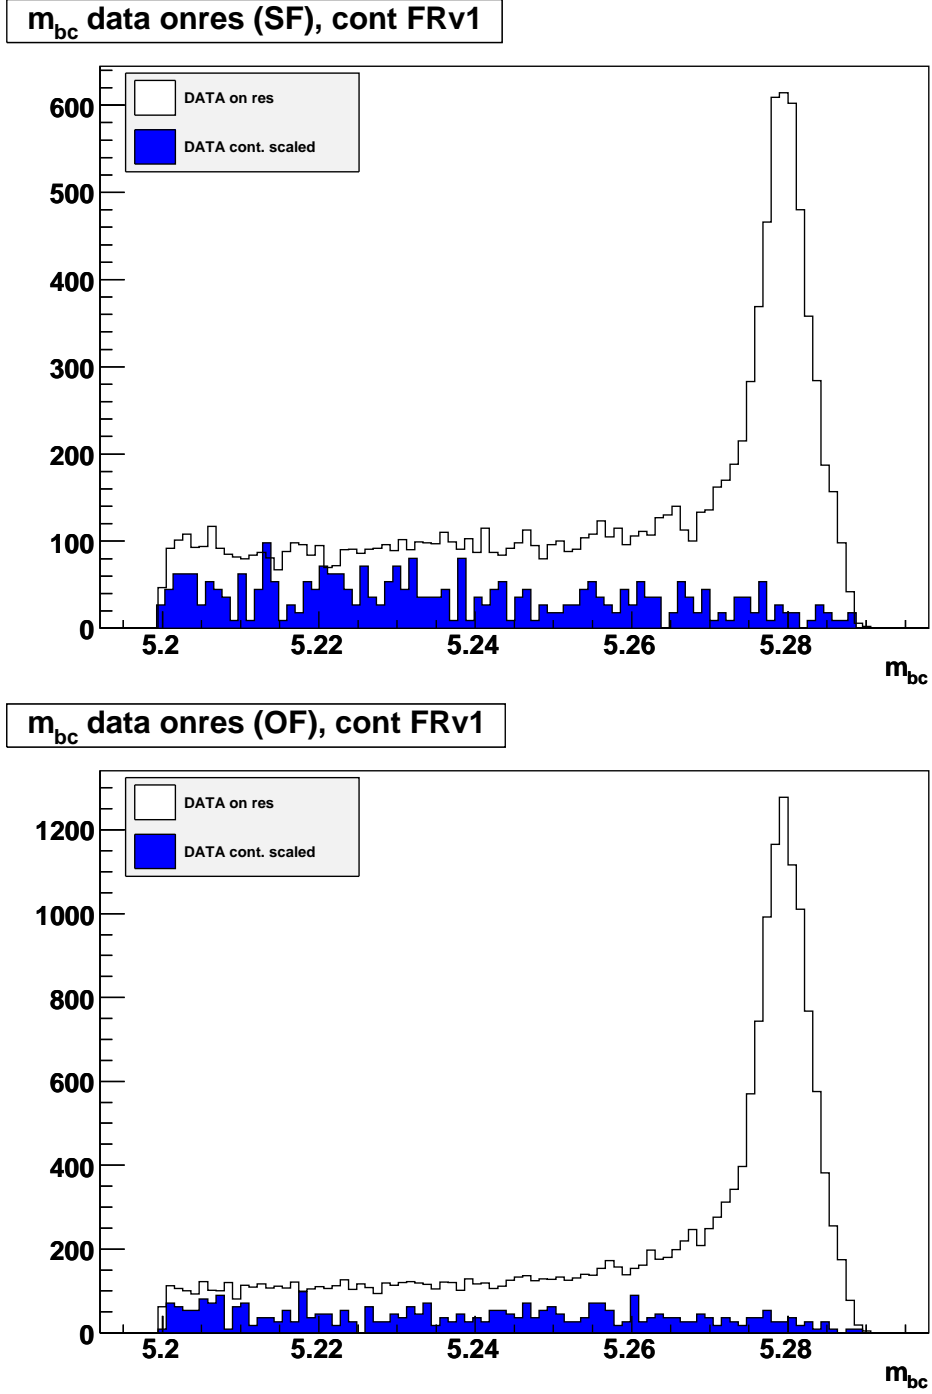 m_bc data onres (SF), cont FRv1
DATA on res
DATA cont. scaled
600
500
400
300
200
100
0
5.2 5.22 5.24 5.26 5.28
m_bc
m_bc data onres (OF), cont FRv1
DATA on res
DATA cont. scaled
1200
1000
800
600
400
200
0
5.2 5.22 5.24 5.26 5.28
m_bc